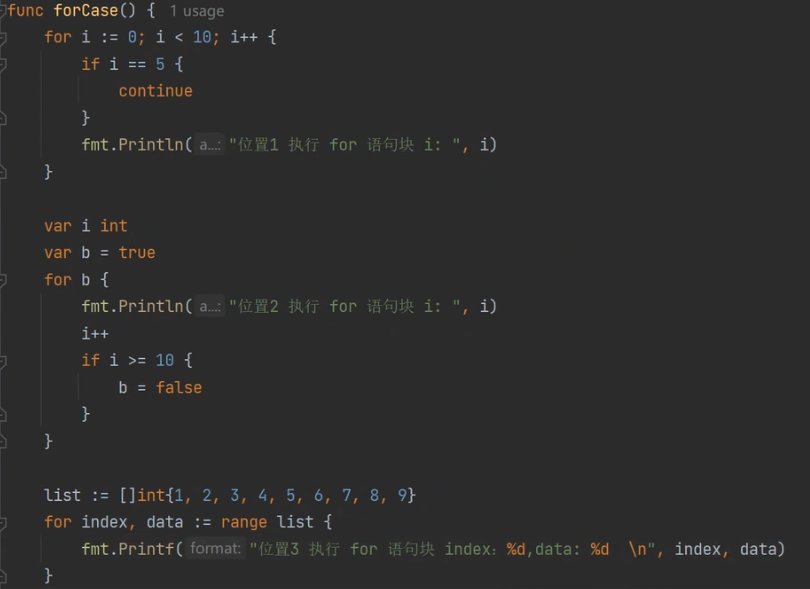 func forCase() { 1 usage
    for i := 0; i < 10; i++ {
        if i == 5 {
            continue
        }
        fmt.Println( a...: "位置1 执行 for 语句块 i: ", i)
    }
    var i int
    var b = true
    for b {
        fmt.Println( a...: "位置2 执行 for 语句块 i: ", i)
        i++
        if i >= 10 {
            b = false
        }
    }
    list := []int{1, 2, 3, 4, 5, 6, 7, 8, 9}
    for index, data := range list {
        fmt.Printf( format: "位置3 执行 for 语句块 index：%d,data: %d  \n", index, data)
    }